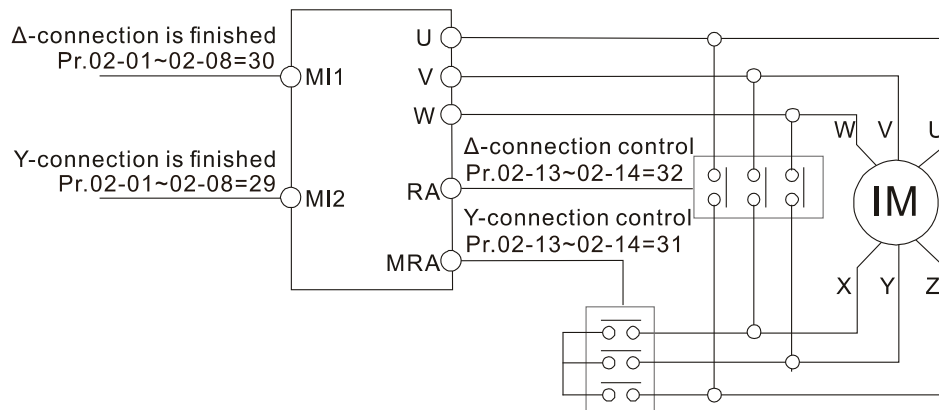 Δ-connection is finished
Pr.02-01~02-08=30
MI1
Y-connection is finished
Pr.02-01~02-08=29
MI2
U
V
W
RA
MRA
Δ-connection control
Pr.02-13~02-14=32
Y-connection control
Pr.02-13~02-14=31
W V U
IM
X Y Z